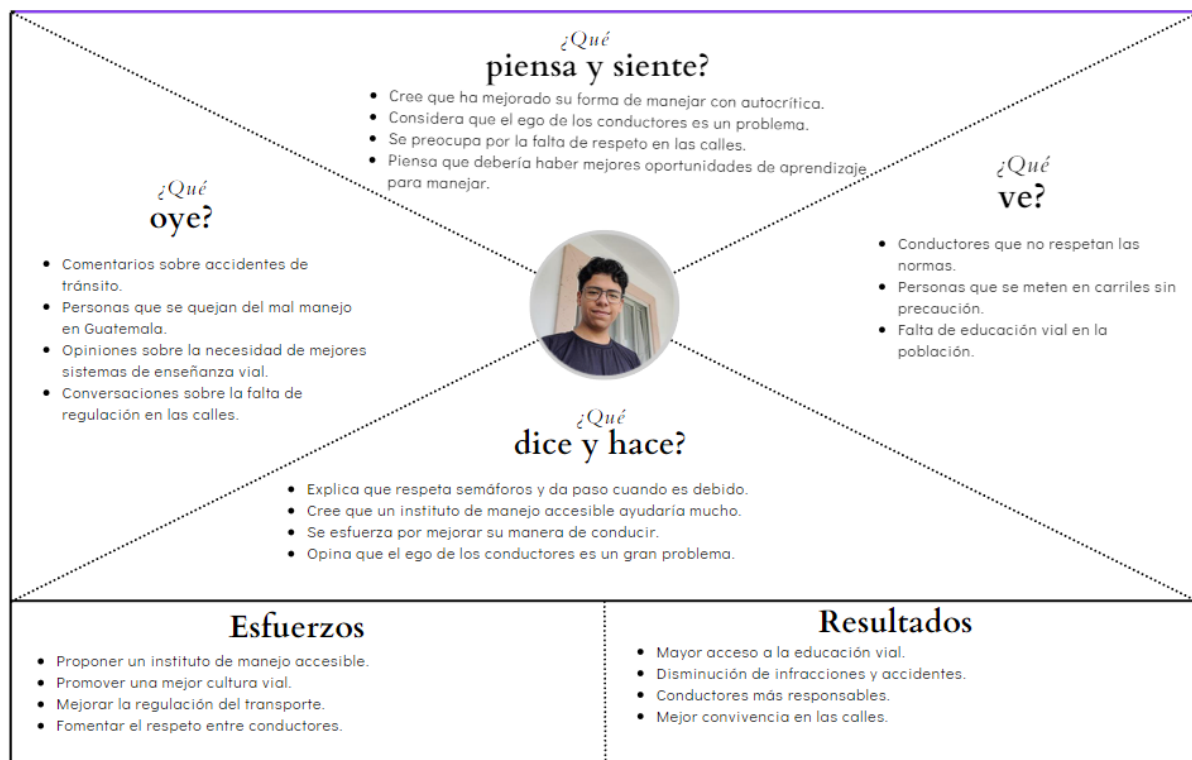 ¿Qué
piensa y siente?
Cree que ha mejorado su forma de manejar con autocrítica.
Considera que el ego de los conductores es un problema.
Se preocupa por la falta de respeto en las calles.
Piensa que debería haber mejores oportunidades de aprendizaje
para manejar.
¿Qué
oye?
Comentarios sobre accidentes de
tránsito.
Personas que se quejan del mal manejo
en Guatemala.
Opiniones sobre la necesidad de mejores
sistemas de enseñanza vial.
Conversaciones sobre la falta de
regulación en las calles.
¿Qué
ve?
Conductores que no respetan las
normas.
Personas que se meten en carriles sin
precaución.
Falta de educación vial en la
población.
¿Qué
dice y hace?
Explica que respeta semáforos y da paso cuando es debido.
Cree que un instituto de manejo accesible ayudaría mucho.
Se esfuerza por mejorar su manera de conducir.
Opina que el ego de los conductores es un gran problema.
Esfuerzos
Proponer un instituto de manejo accesible.
Promover una mejor cultura vial.
Mejorar la regulación del transporte.
Fomentar el respeto entre conductores.
Resultados
Mayor acceso a la educación vial.
Disminución de infracciones y accidentes.
Conductores más responsables.
Mejor convivencia en las calles.